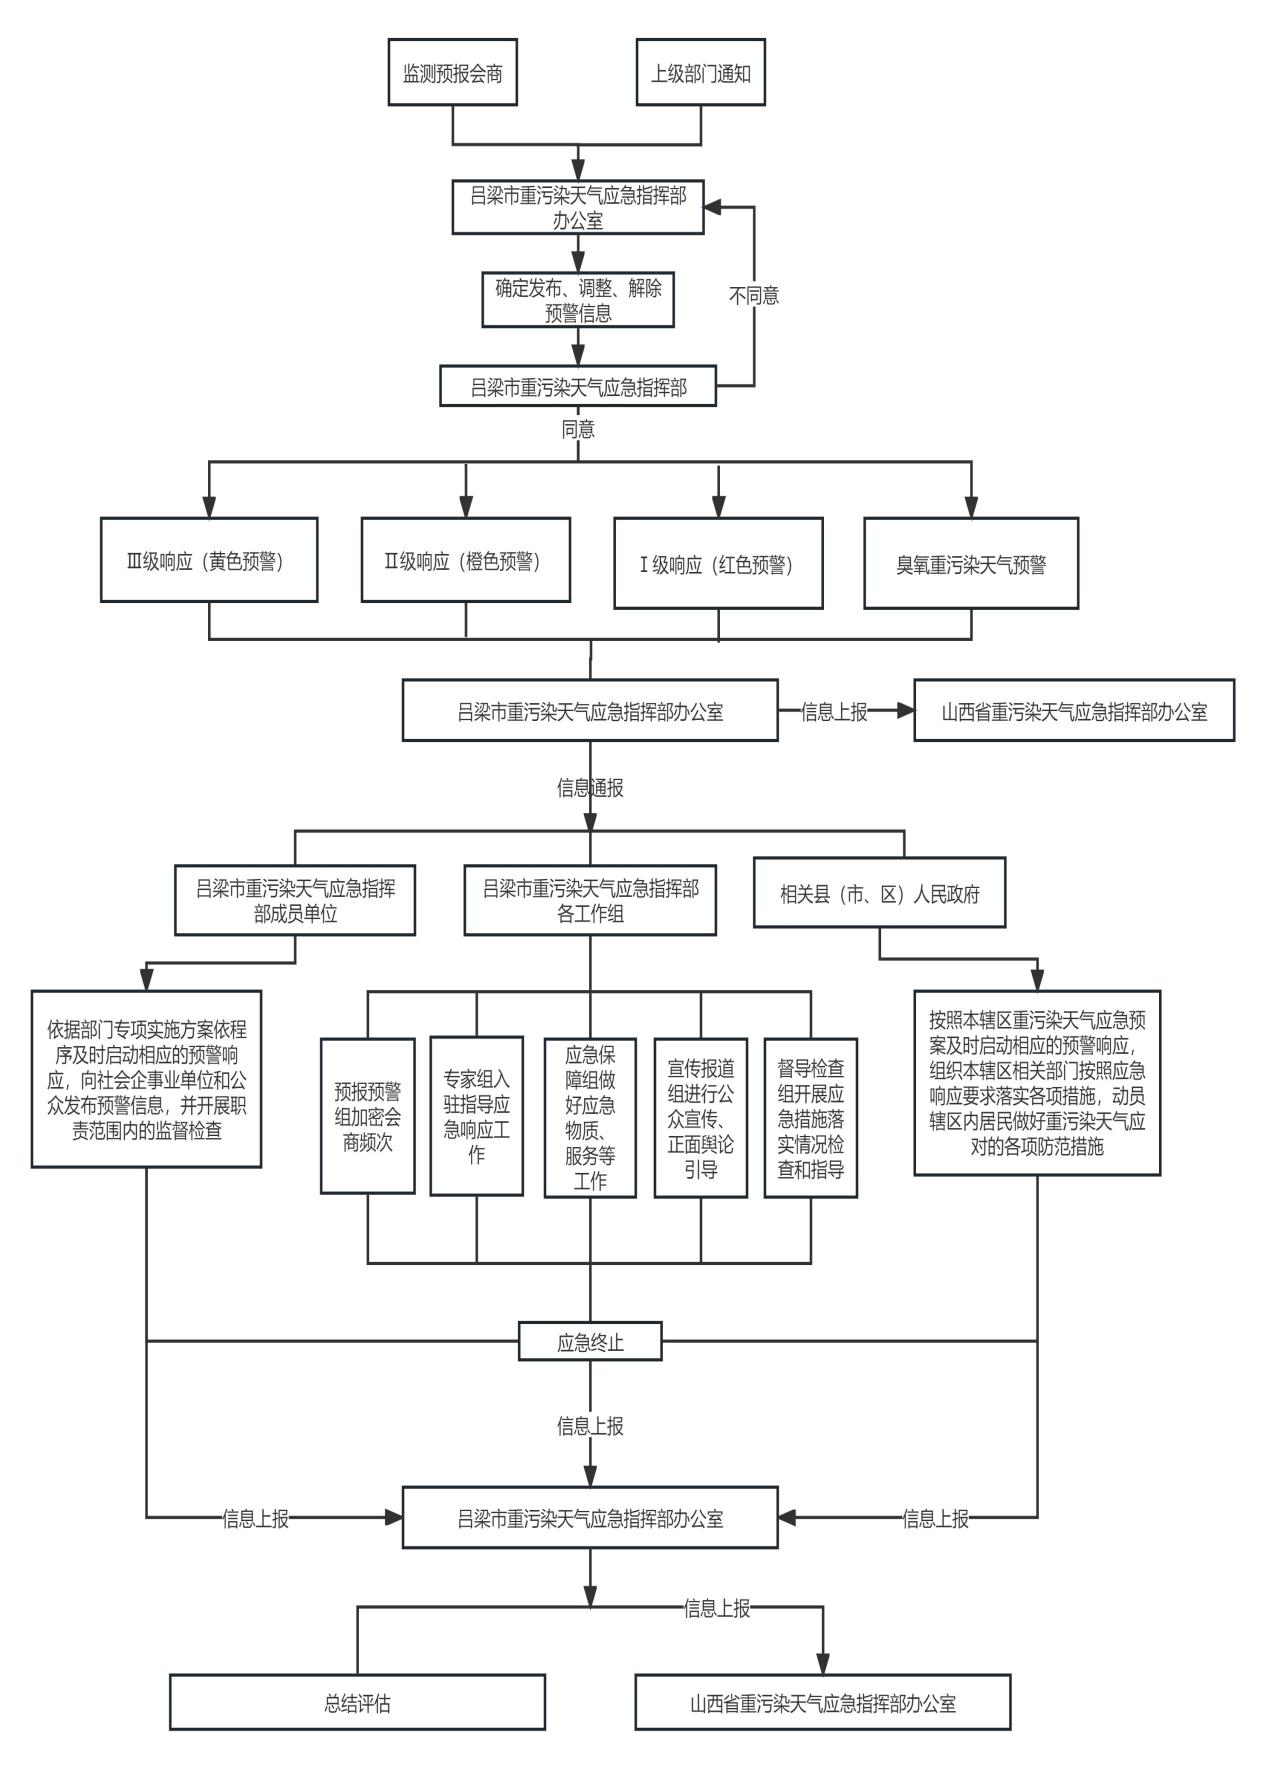 监测预报会商
上级部门通知
吕梁市重污染天气应急指挥部
办公室
确定发布、调整、解除
预警信息
不同意
吕梁市重污染天气应急指挥部
同意
Ⅲ级响应（黄色预警）
Ⅱ级响应（橙色预警）
Ⅰ级响应（红色预警）
臭氧重污染天气预警
吕梁市重污染天气应急指挥部办公室
信息上报
山西省重污染天气应急指挥部办公室
信息通报
吕梁市重污染天气应急指挥
部成员单位
吕梁市重污染天气应急指挥部
各工作组
相关县（市、区）人民政府
依据部门专项实施方案依程
序及时启动相应的预警响
应，向社会企事业单位和公
众发布预警信息，并开展职
责范围内的监督检查
预报预警
组加密会
商频次
专家组入
驻指导应
急响应工
作
应急保
障组做
好应急
物质、
服务等
工作
宣传报道
组进行公
众宣传、
正面舆论
引导
督导检查
组开展应
急措施落
实情况检
查和指导
按照本辖区重污染天气应急预
案及时启动相应的预警响应，
组织本辖区相关部门按照应急
响应要求落实各项措施，动员
辖区内居民做好重污染天气应
对的各项防范措施
应急终止
信息上报
信息上报
吕梁市重污染天气应急指挥部办公室
信息上报
信息上报
总结评估
山西省重污染天气应急指挥部办公室